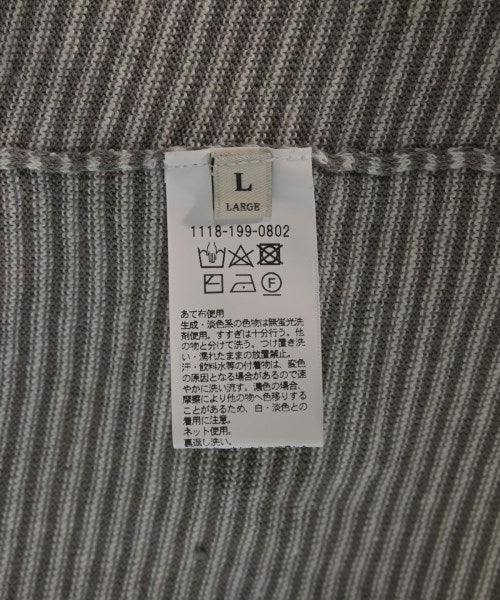 L
LARGE
1118-199-0802
F
あて布使用
生成・淡色系の色物は無蛍光洗
剤使用。すすぎは十分行う。他
の物と分けて洗う。つけ置き洗
い・濡れたままの放置禁止。
汗・飲料水等の付着物は、変色
の原因となる場合があるので速
やかに洗い流す。濃色の場合、
摩擦により他の物へ色移りする
ことがあるため、白・淡色との
着用に注意。
ネット使用。
裏返し洗い。